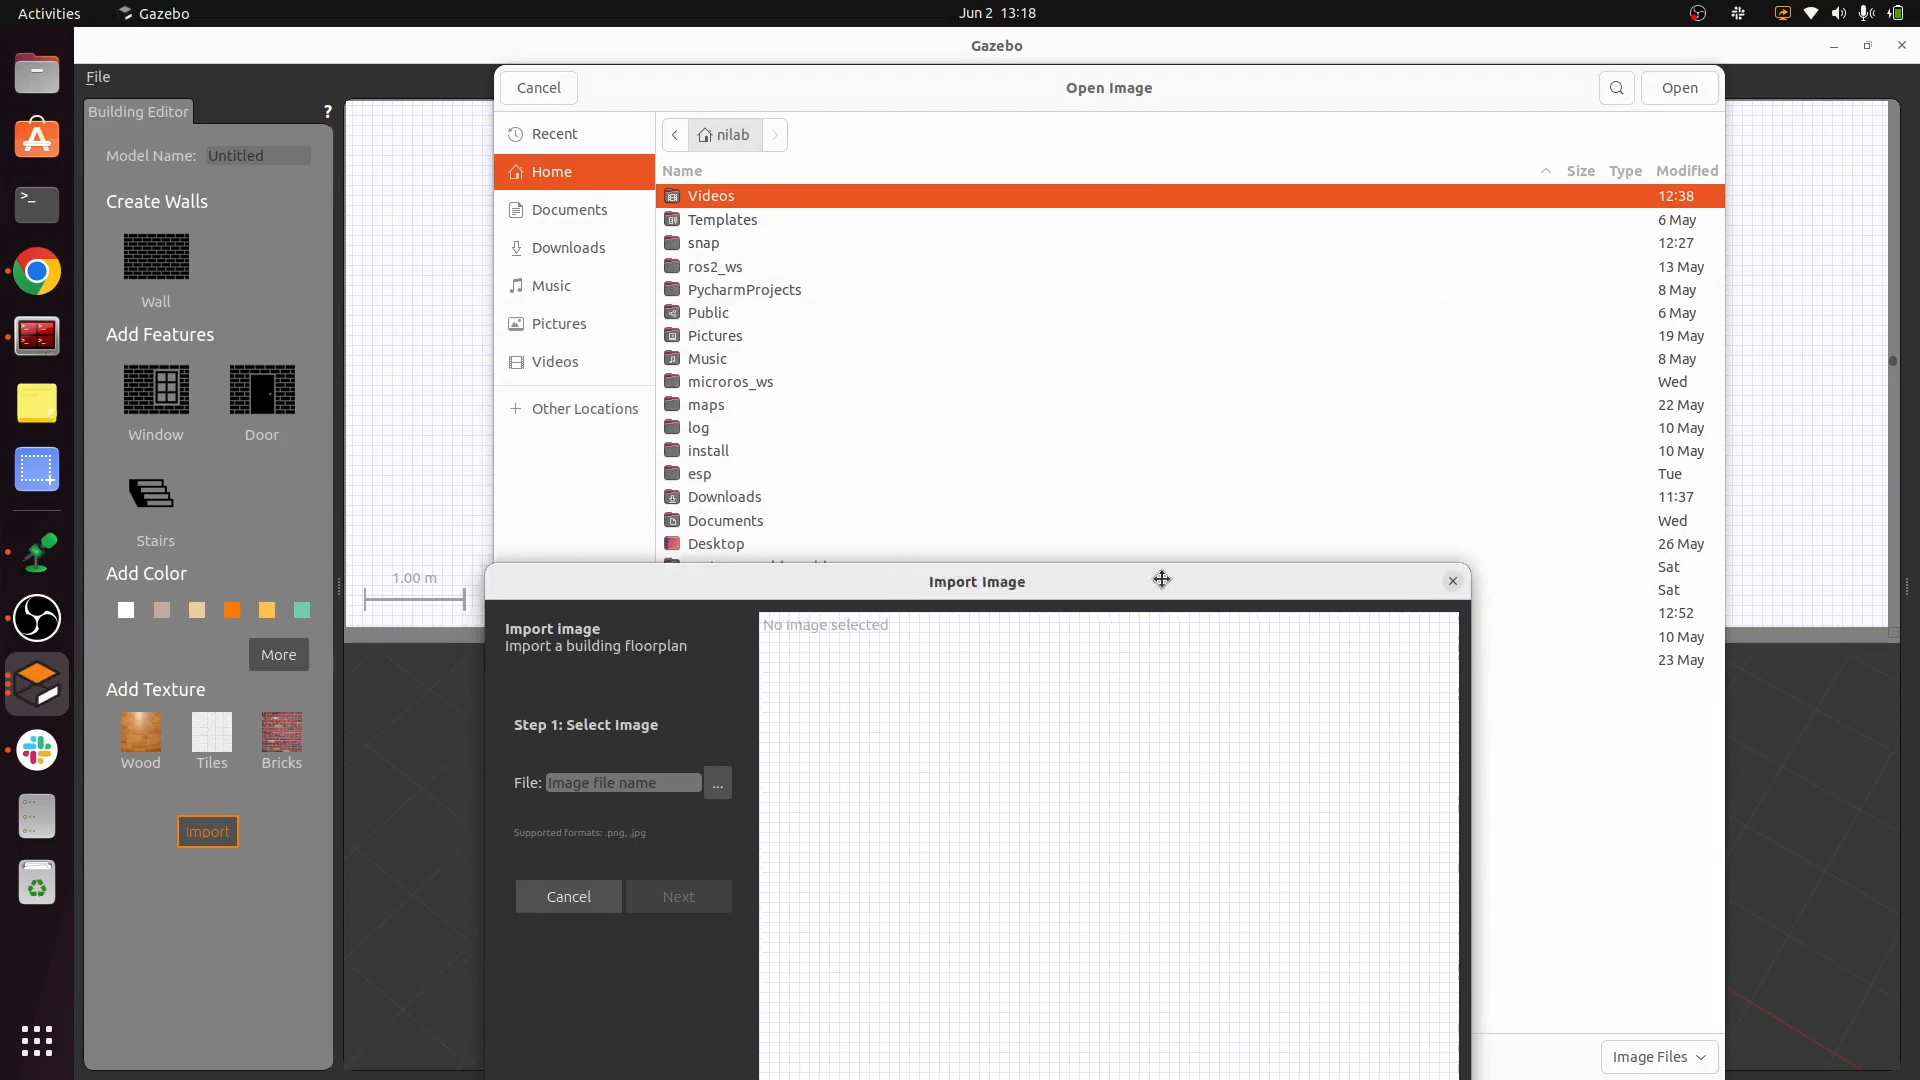 Activities
Gazebo
Jun 2 13:18
Gazebo
File
Building Editor
?
Model Name: Untitled
Create Walls
Wall
Add Features
Window
Door
Stairs
Add Color
More
Add Texture
Wood
Tiles
Bricks
Import
1.00 m
Cancel
Open Image
Open
Recent
Home
Documents
Downloads
Music
Pictures
Videos
Other Locations
nilab
Name
Size
Type
Modified
Videos 12:38
Templates 6 May
snap 12:27
ros2_ws 13 May
PycharmProjects 8 May
Public 6 May
Pictures 19 May
Music 8 May
microros_ws Wed
maps 22 May
log 10 May
install 10 May
esp Tue
Downloads 11:37
Documents Wed
Desktop 26 May
Sat
Sat
12:52
10 May
23 May
Image Files
Import Image
Import image
Import a building floorplan
Step 1: Select Image
File: Image file name ...
Supported formats: .png, .jpg
Cancel
Next
No image selected